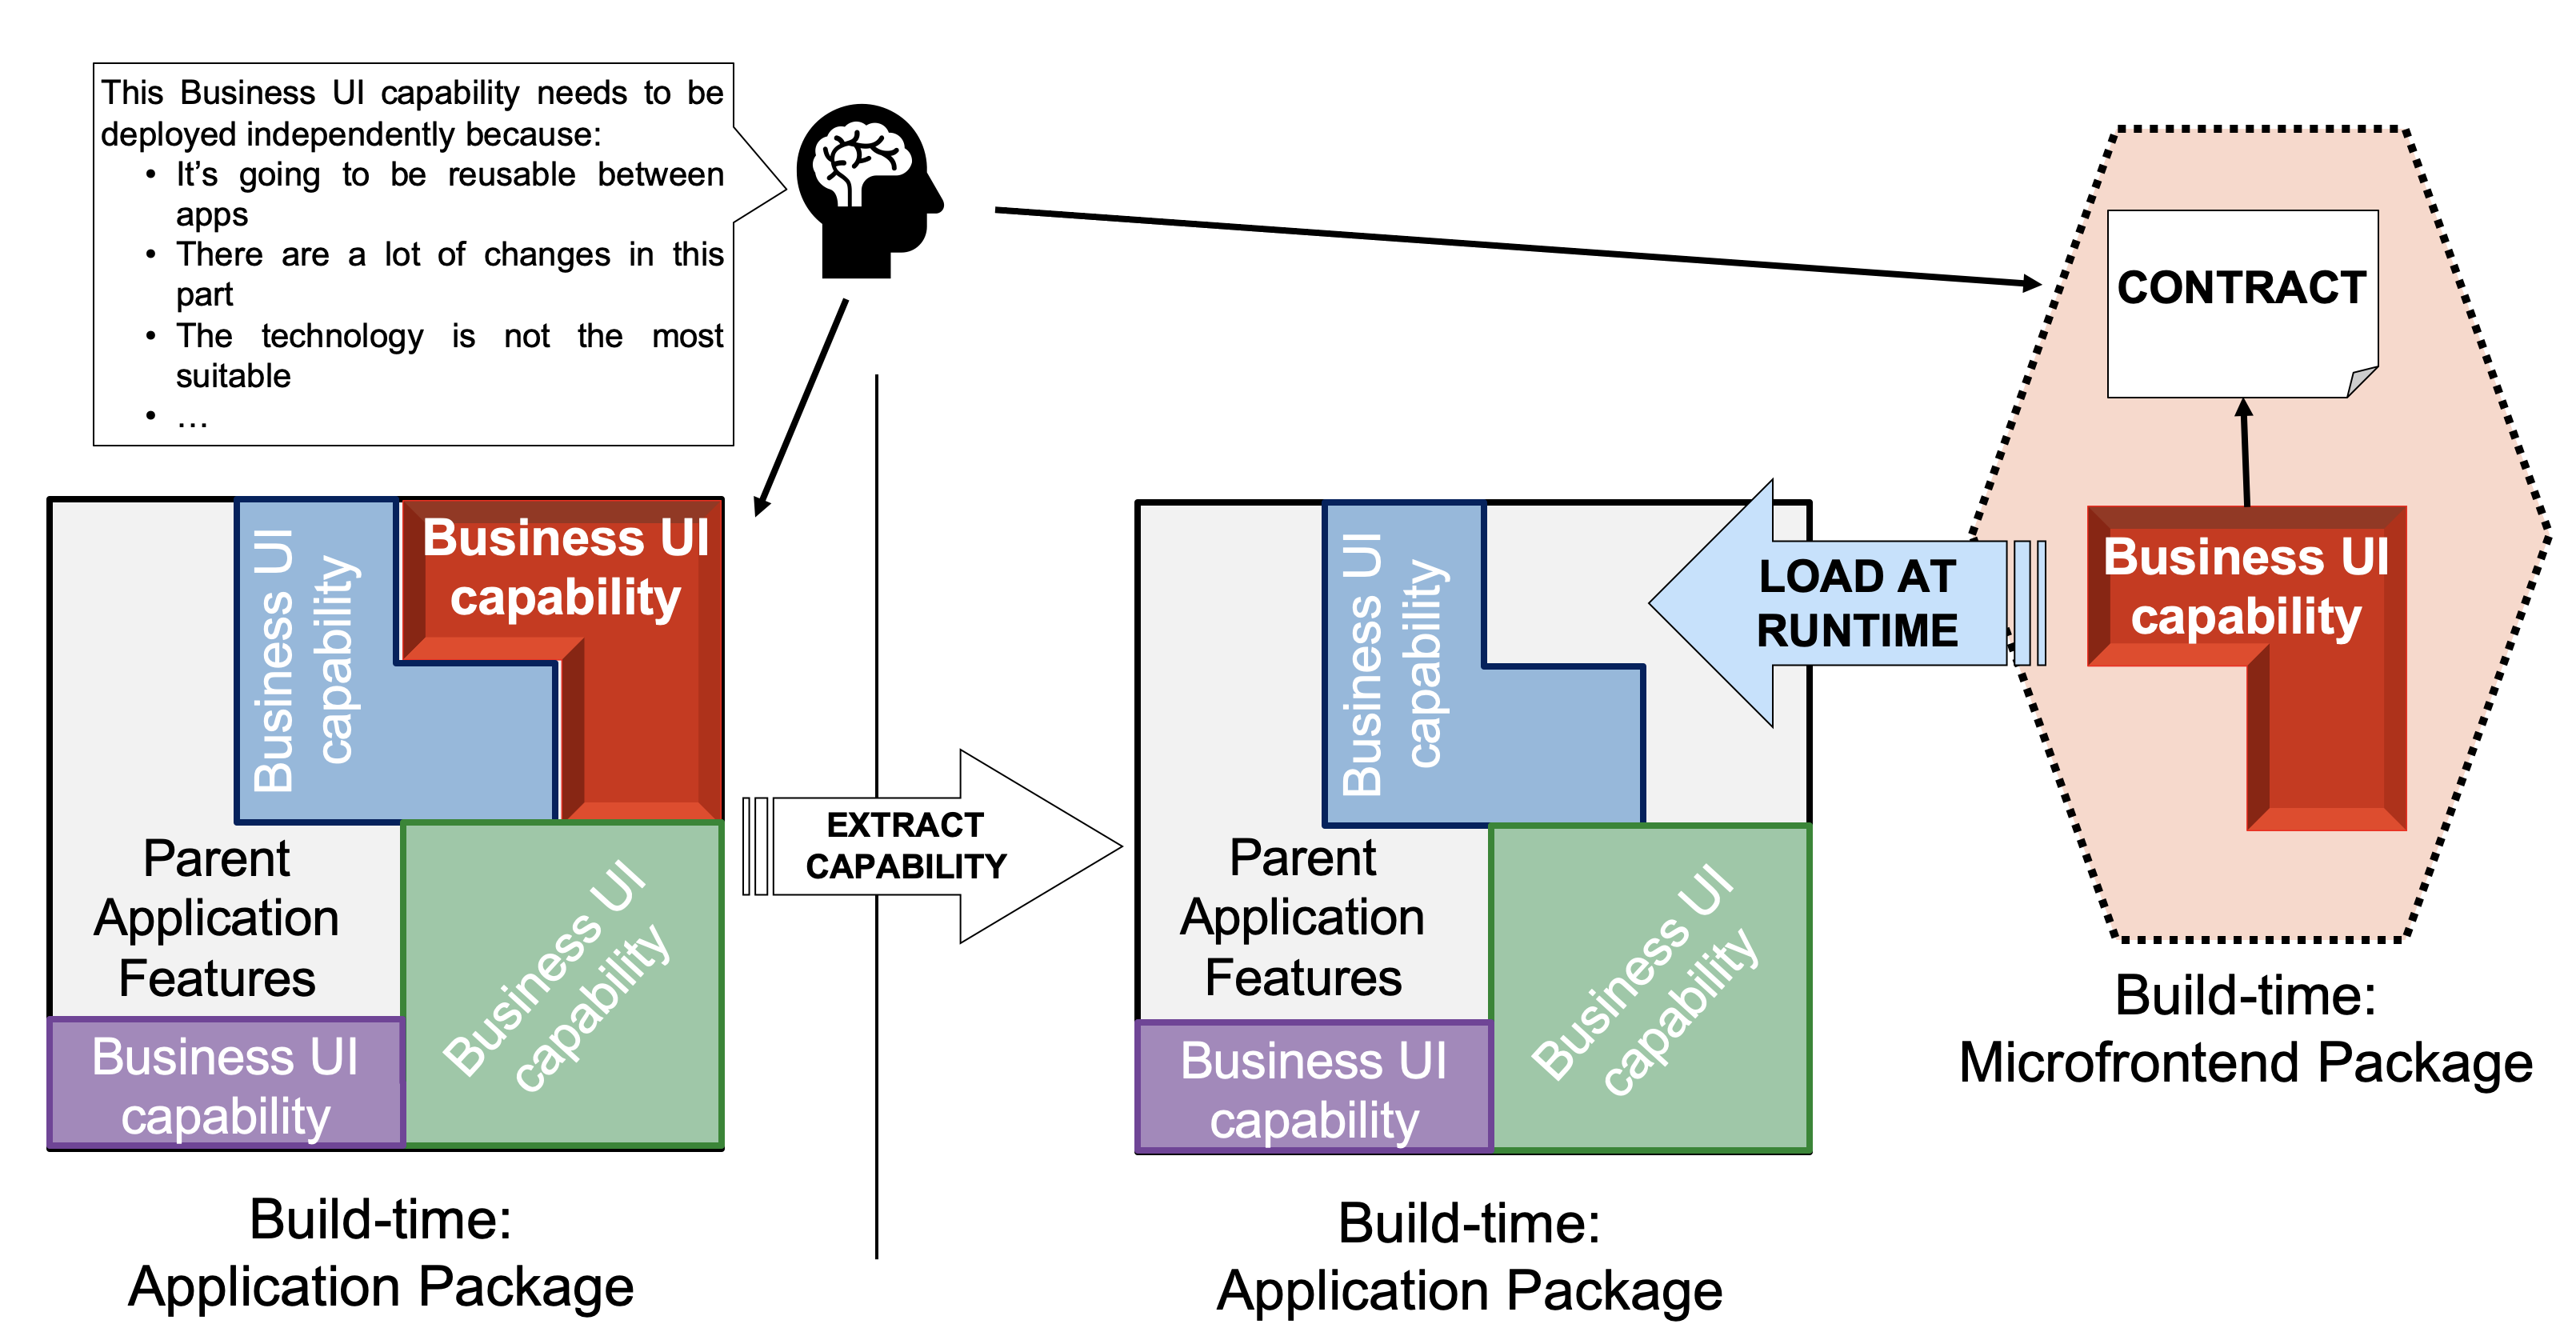 This Business UI capability needs to be
deployed independently because:
• It’s going to be reusable between
apps
• There are a lot of changes in this
part
• The technology is not the most
suitable
• …
CONTRACT
Business UI
capability
Business UI
capability
Parent
Application
Features
Business UI
capability
Business UI
capability
Build-time:
Application Package
EXTRACT
CAPABILITY
Business UI
capability
LOAD AT
RUNTIME
Parent
Application
Features
Business UI
capability
Business UI
capability
Build-time:
Application Package
Business UI
capability
Build-time:
Microfrontend Package